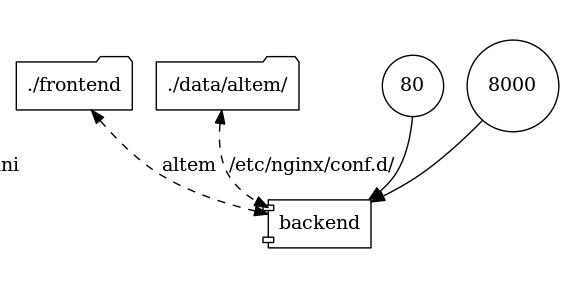 ./frontend
./data/altem/
80
8000
ni
altem
/etc/nginx/conf.d/
backend